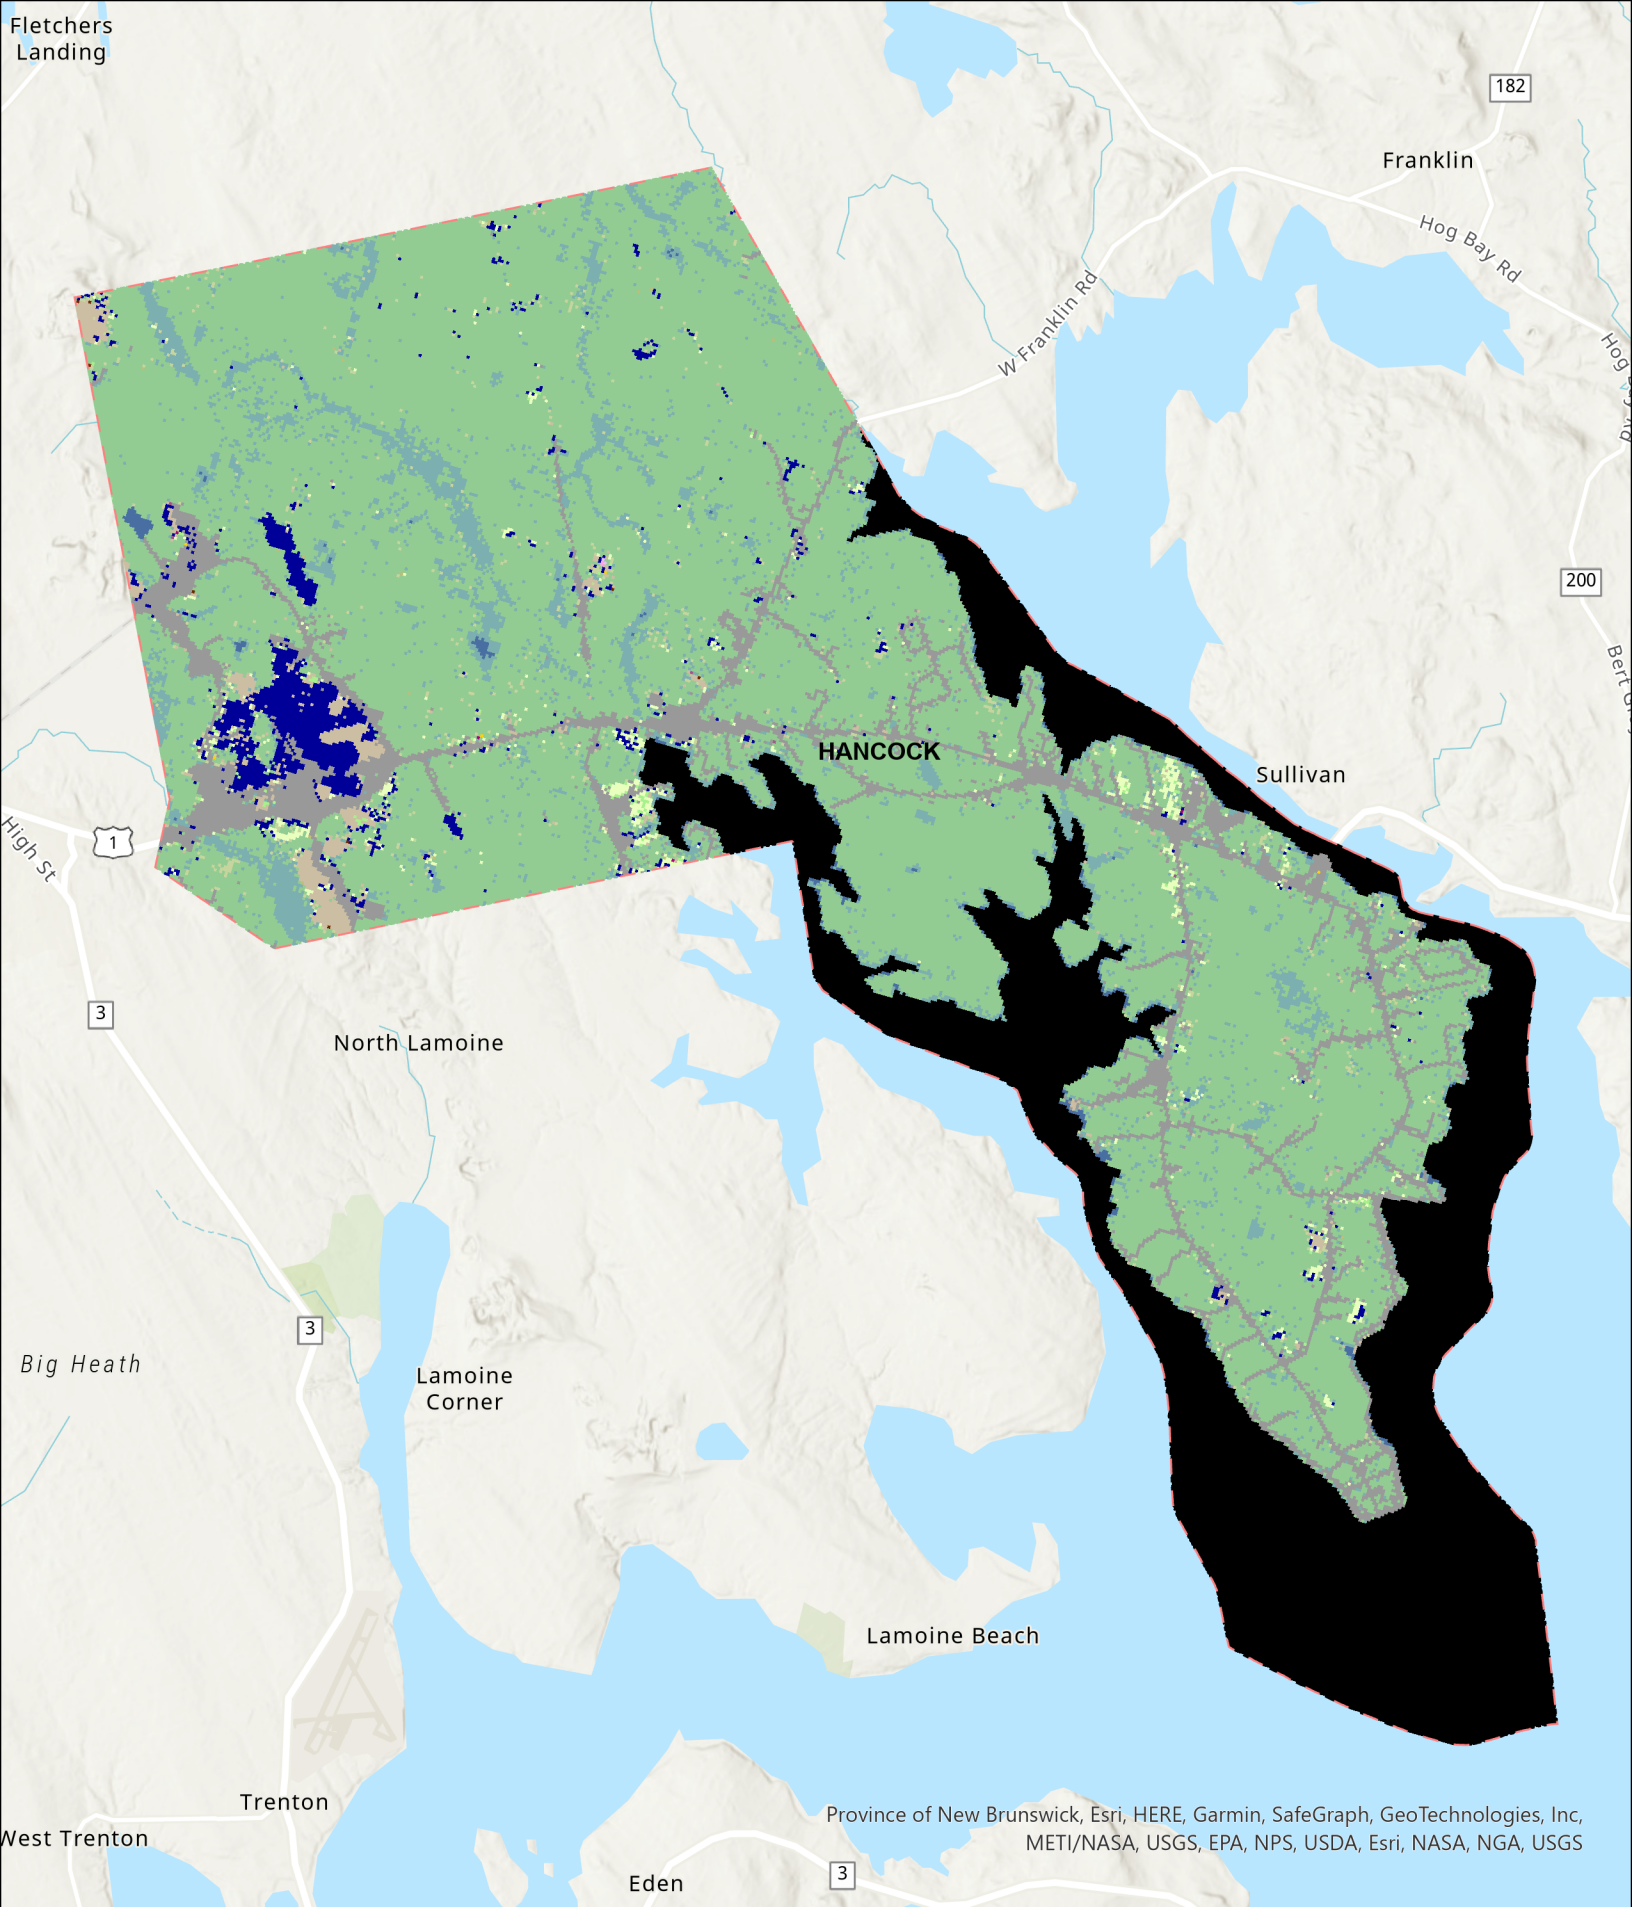 Fletchers
Landing
182
Franklin
Hog Bay Rd
W Franklin Rd
200
HANCOCK
Sullivan
1
High St
3
North Lamoine
3
Big Heath
Lamoine
Corner
Lamoine Beach
Trenton
West Trenton
Province of New Brunswick, Esri, HERE, Garmin, SafeGraph, GeoTechnologies, Inc,
METI/NASA, USGS, EPA, NPS, USDA, Esri, NASA, NGA, USGS
3
Eden